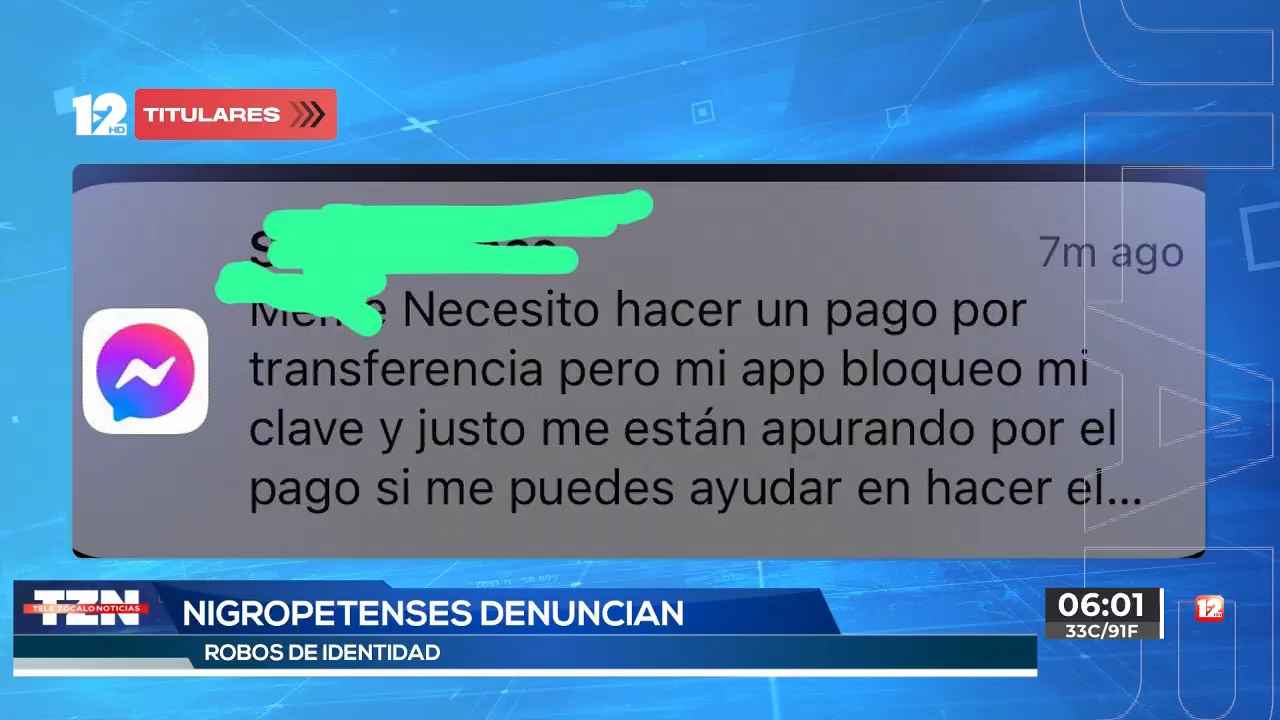 12 HD
TITULARES
7m ago
Necesito hacer un pago por
transferencia pero mi app bloqueo mi
clave y justo me están apurando por el
pago si me puedes ayudar en hacer el...
TZN
TELE ZÓCALO NOTICIAS
NIGROPETENSES DENUNCIAN
ROBOS DE IDENTIDAD
06:01
33C/91F
12